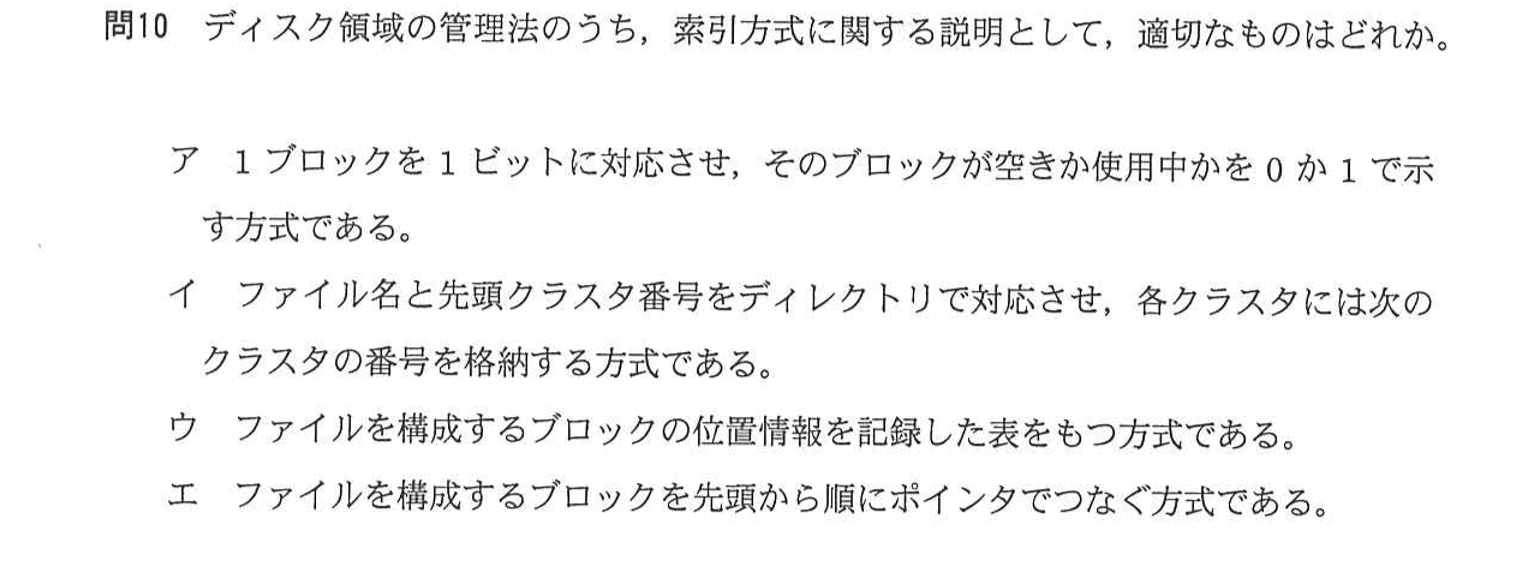 問10 ディスク領域の管理法のうち，索引方式に関する説明として，適切なものはどれか。
ア 1ブロックを1ビットに対応させ，そのブロックが空きか使用中かを0か1で示
す方式である。
イ ファイル名と先頭クラスタ番号をディレクトリで対応させ，各クラスタには次の
クラスタの番号を格納する方式である。
ウ ファイルを構成するブロックの位置情報を記録した表をもつ方式である。
エ ファイルを構成するブロックを先頭から順にポインタでつなぐ方式である。